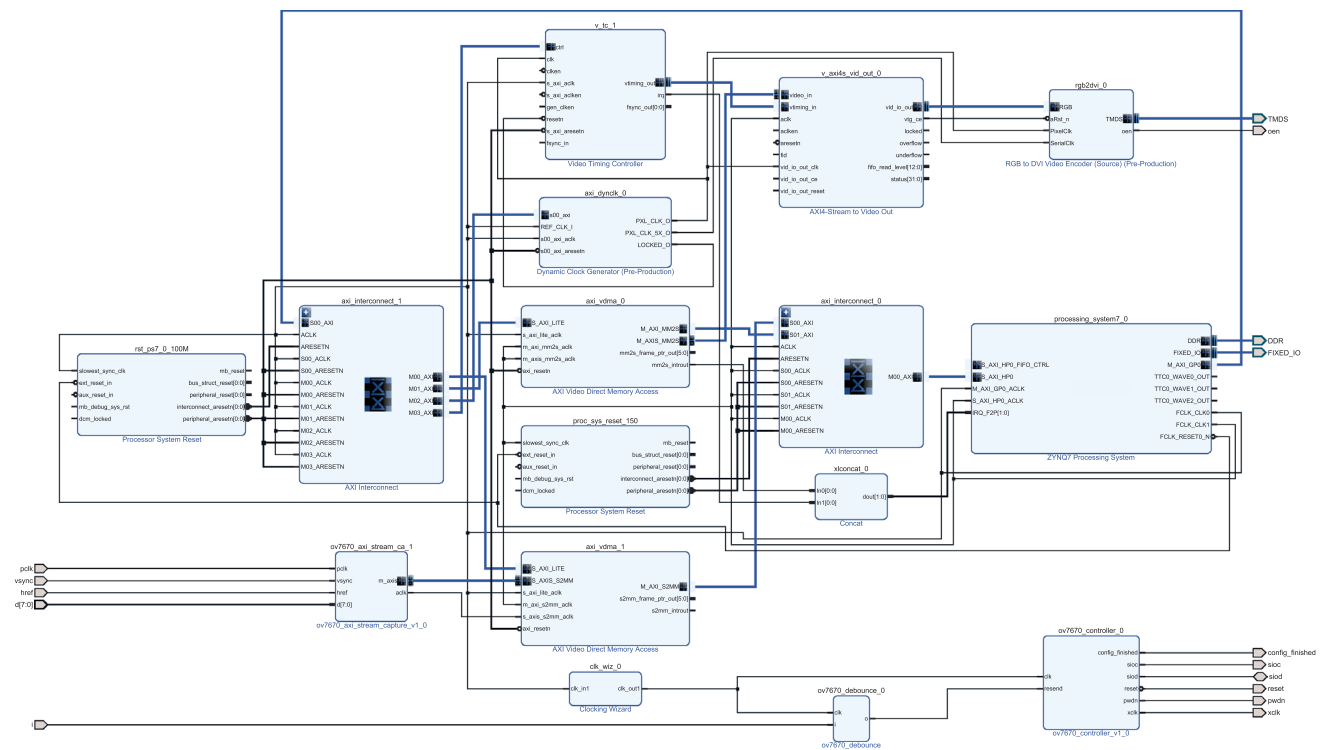 v_tc_1
ctrl
clk
clken
s_axi_aclk
s_axi_aclken
gen_clken
resetn
s_axi_aresetn
fsync_in
vtiming_out
irq
fsync_out[0:0]
Video Timing Controller
v_axi4s_vid_out_0
video_in
vtiming_in
aclk
aclken
aresetn
fid
vid_io_out_clk
vid_io_out_ce
vid_io_out_reset
vid_io_out
vtg_ce
locked
overflow
underflow
fifo_read_level[12:0]
status[31:0]
AXI4-Stream to Video Out
rgb2dvi_0
RGB
aRst_n
PixelClk
SerialClk
TMDS
oen
RGB to DVI Video Encoder (Source) (Pre-Production)
TMDS
oen
axi_dynclk_0
s00_axi
REF_CLK_I
s00_axi_aclk
s00_axi_aresetn
PXL_CLK_O
PXL_CLK_5X_O
LOCKED_O
Dynamic Clock Generator (Pre-Production)
rst_ps7_0_100M
slowest_sync_clk
ext_reset_in
aux_reset_in
mb_debug_sys_rst
dcm_locked
mb_reset
bus_struct_reset[0:0]
peripheral_reset[0:0]
interconnect_aresetn[0:0]
peripheral_aresetn[0:0]
Processor System Reset
axi_interconnect_1
S00_AXI
ACLK
ARESETN
S00_ACLK
S00_ARESETN
M00_ACLK
M00_ARESETN
M01_ACLK
M01_ARESETN
M02_ACLK
M02_ARESETN
M03_ACLK
M03_ARESETN
M00_AXI
M01_AXI
M02_AXI
M03_AXI
AXI Interconnect
axi_vdma_0
S_AXI_LITE
s_axi_lite_aclk
m_axi_mm2s_aclk
m_axis_mm2s_aclk
axi_resetn
M_AXI_MM2S
M_AXIS_MM2S
mm2s_frame_ptr_out[5:0]
mm2s_introut
AXI Video Direct Memory Access
axi_interconnect_0
S00_AXI
S01_AXI
ACLK
ARESETN
S00_ACLK
S00_ARESETN
S01_ACLK
S01_ARESETN
M00_ACLK
M00_ARESETN
M00_AXI
AXI Interconnect
processing_system7_0
S_AXI_HP0_FIFO_CTRL
S_AXI_HP0
M_AXI_GP0_ACLK
S_AXI_HP0_ACLK
IRQ_F2P[1:0]
DDR
FIXED_IO
M_AXI_GP0
TTC0_WAVE0_OUT
TTC0_WAVE1_OUT
TTC0_WAVE2_OUT
FCLK_CLK0
FCLK_CLK1
FCLK_RESET0_N
ZYNQ7 Processing System
DDR
FIXED_IO
proc_sys_reset_150
slowest_sync_clk
ext_reset_in
aux_reset_in
mb_debug_sys_rst
dcm_locked
mb_reset
bus_struct_reset[0:0]
peripheral_reset[0:0]
interconnect_aresetn[0:0]
peripheral_aresetn[0:0]
Processor System Reset
xlconcat_0
In0[0:0]
In1[0:0]
dout[1:0]
Concat
pclk
vsync
href
d[7:0]
ov7670_axi_stream_ca_1
pclk
vsync
href
d[7:0]
m_axis
aclk
ov7670_axi_stream_capture_v1_0
axi_vdma_1
S_AXI_LITE
S_AXIS_S2MM
s_axi_lite_aclk
m_axi_s2mm_aclk
s_axis_s2mm_aclk
axi_resetn
M_AXI_S2MM
s2mm_frame_ptr_out[5:0]
s2mm_introut
AXI Video Direct Memory Access
clk_wiz_0
clk_in1
clk_out1
Clocking Wizard
i
ov7670_debounce_0
clk
i
o
ov7670_debounce
ov7670_controller_0
clk
resend
config_finished
sioc
siod
reset
pwdn
xclk
ov7670_controller_v1_0
config_finished
sioc
siod
reset
pwdn
xclk